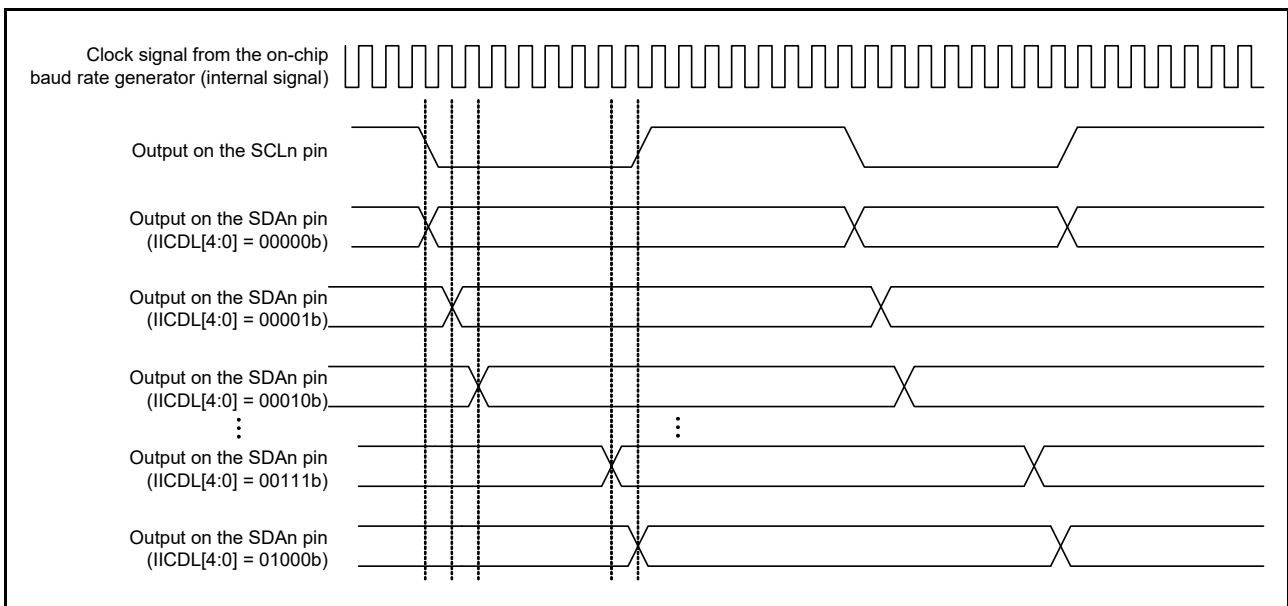 Clock signal from the on-chip
baud rate generator (internal signal)
Output on the SCLn pin
Output on the SDAn pin
(IICDL[4:0] = 00000b)
Output on the SDAn pin
(IICDL[4:0] = 00001b)
Output on the SDAn pin
(IICDL[4:0] = 00010b)
Output on the SDAn pin
(IICDL[4:0] = 00111b)
Output on the SDAn pin
(IICDL[4:0] = 01000b)